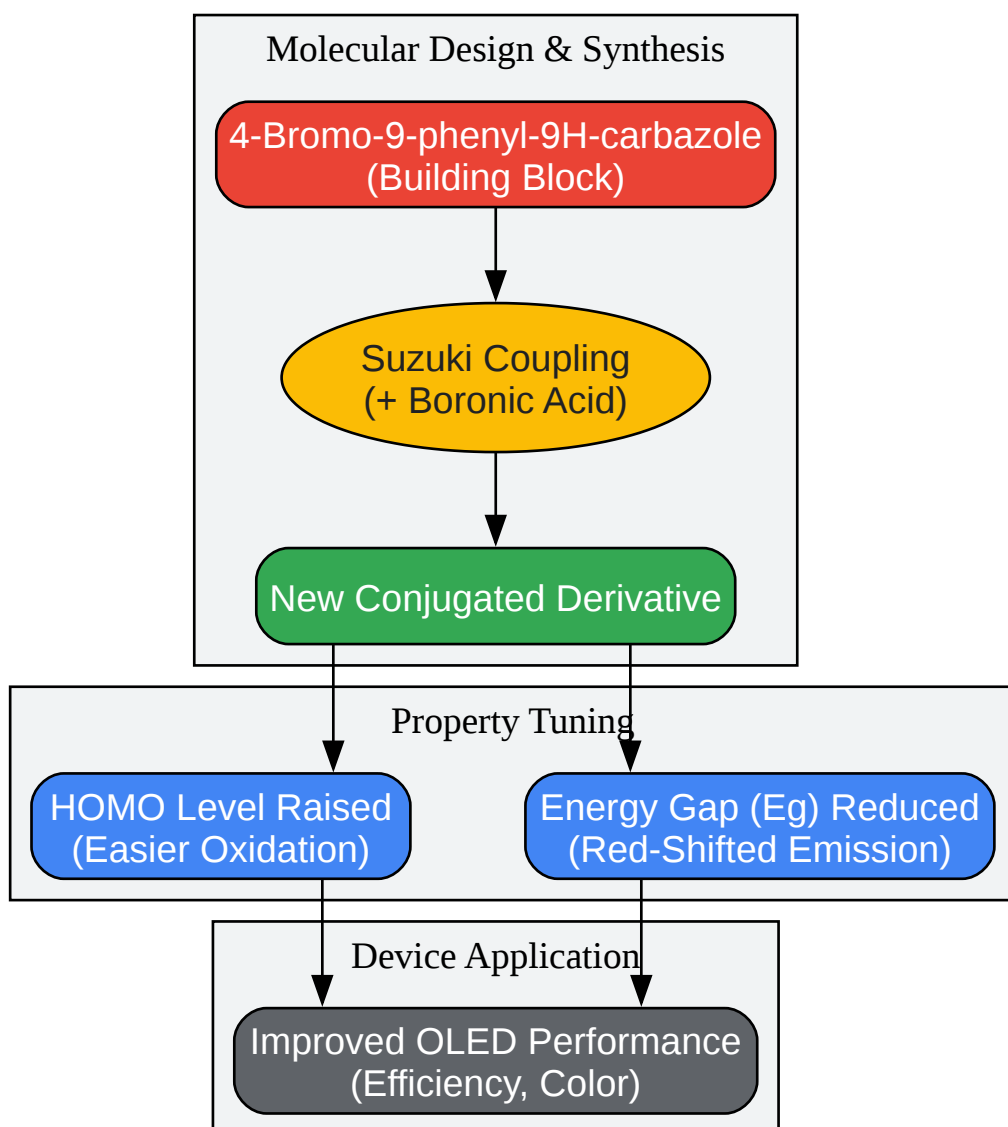 Molecular Design & Synthesis
4-Bromo-9-phenyl-9H-carbazole
(Building Block)
Suzuki Coupling
(+ Boronic Acid)
New Conjugated Derivative
Property Tuning
HOMO Level Raised
(Easier Oxidation)
Energy Gap (Eg) Reduced
(Red-Shifted Emission)
Device Application
Improved OLED Performance
(Efficiency, Color)